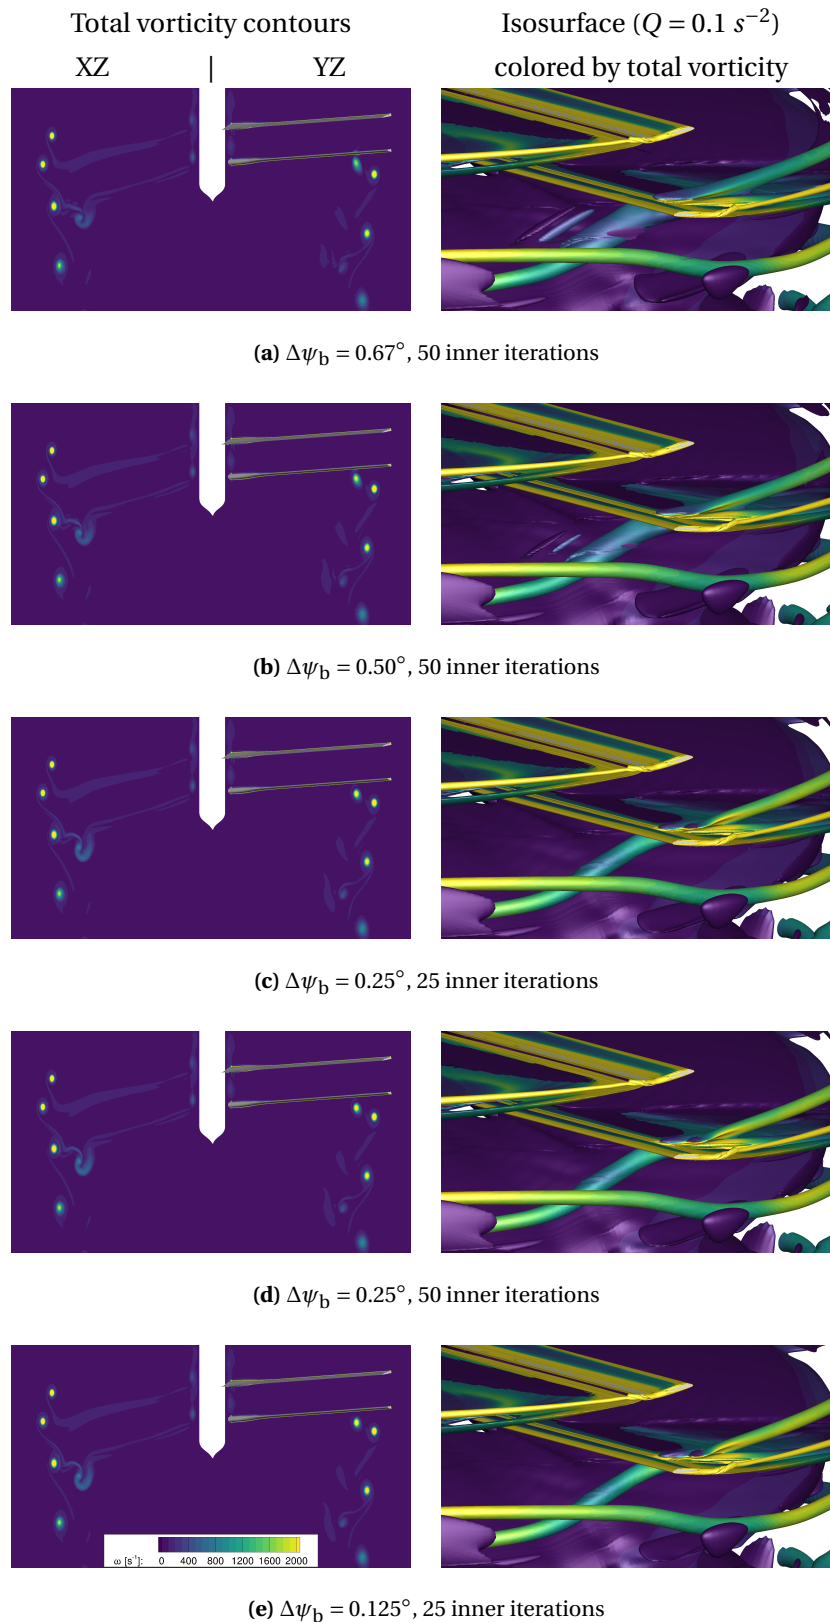 Total vorticity contours
Isosurface (Q = 0.1 s⁻²)
XZ | YZ
colored by total vorticity
(a) Δψb = 0.67°, 50 inner iterations
(b) Δψb = 0.50°, 50 inner iterations
(c) Δψb = 0.25°, 25 inner iterations
(d) Δψb = 0.25°, 50 inner iterations
ω [s⁻¹]: 0 400 800 1200 1600 2000
(e) Δψb = 0.125°, 25 inner iterations